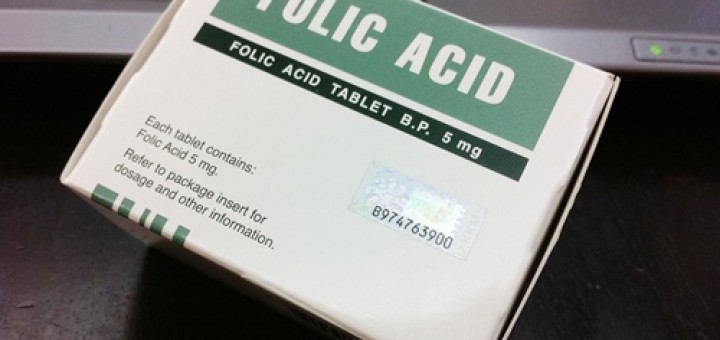 FOLIC ACID
FOLIC ACID TABLET B.P. 5 mg
Each tablet contains:
Folic Acid 5 mg.
Refer to package insert for
dosage and other information.
B974763900